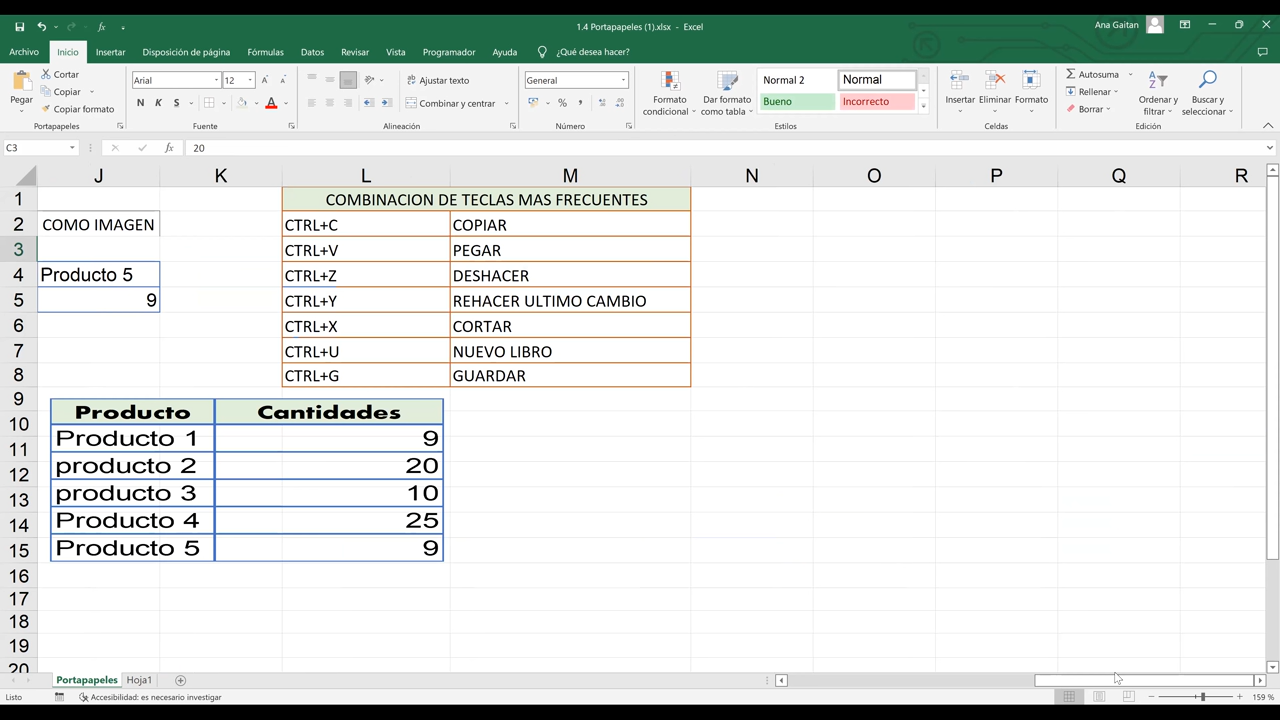 1.4 Portapapeles (1).xlsx - Excel
Ana Gaitan
Archivo Inicio Insertar Disposición de página Fórmulas Datos Revisar Vista Programador Ayuda ¿Qué desea hacer?
Pegar
Cortar
Copiar
Copiar formato
Portapapeles
Arial 12
N K S
Fuente
Ajustar texto
Combinar y centrar
Alineación
General
Número
Formato condicional
Dar formato como tabla
Normal 2 Normal
Bueno Incorrecto
Estilos
Insertar Eliminar Formato
Celdas
Autosuma
Rellenar
Borrar
Ordenar y filtrar
Buscar y seleccionar
Edición
C3 fx 20
J K L M N O P Q R
1 COMBINACION DE TECLAS MAS FRECUENTES
2 COMO IMAGEN CTRL+C COPIAR
3 CTRL+V PEGAR
4 Producto 5 CTRL+Z DESHACER
5 9 CTRL+Y REHACER ULTIMO CAMBIO
6 CTRL+X CORTAR
7 CTRL+U NUEVO LIBRO
8 CTRL+G GUARDAR
9
Producto Cantidades
10
Producto 1 9
11
producto 2 20
12
producto 3 10
13
Producto 4 25
14
Producto 5 9
15
16
17
18
19
20
Portapapeles Hoja1
Listo Accesibilidad: es necesario investigar 159 %